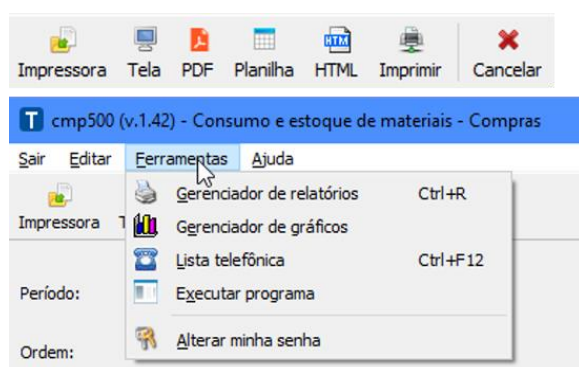 Impressora Tela PDF Planilha HTML Imprimir Cancelar
T cmp500 (v.1.42) - Consumo e estoque de materiais - Compras
Sair Editar Ferramentas Ajuda
Gerenciador de relatórios Ctrl+R
Impressora
Gerenciador de gráficos
Lista telefônica Ctrl+F12
Período:
Executar programa
Alterar minha senha
Ordem: